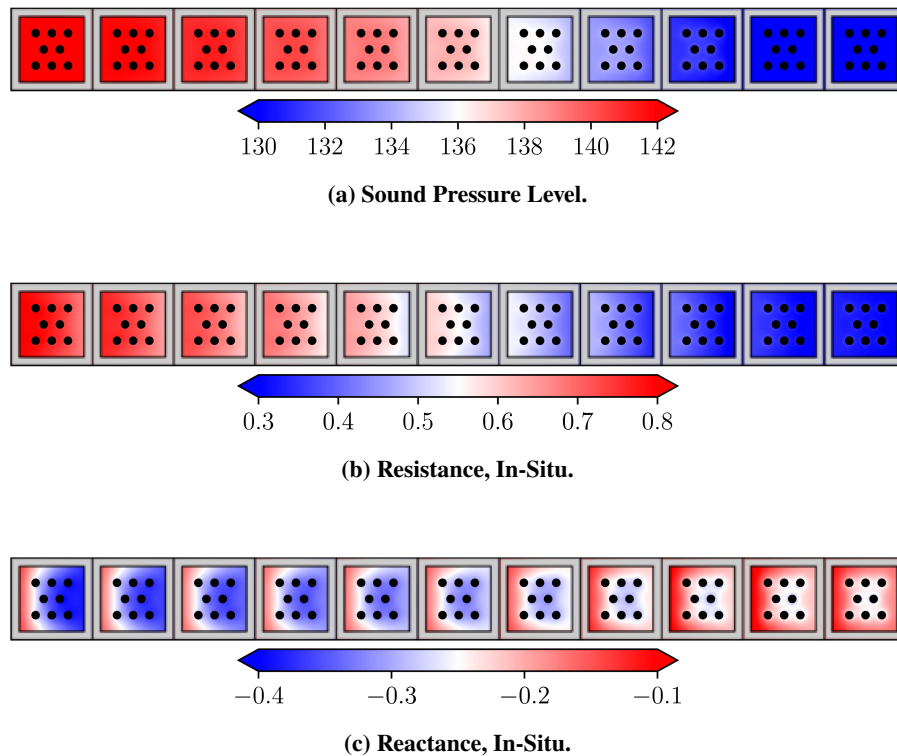 130 132 134 136 138 140 142
(a) Sound Pressure Level.
0.3 0.4 0.5 0.6 0.7 0.8
(b) Resistance, In-Situ.
−0.4 −0.3 −0.2 −0.1
(c) Reactance, In-Situ.